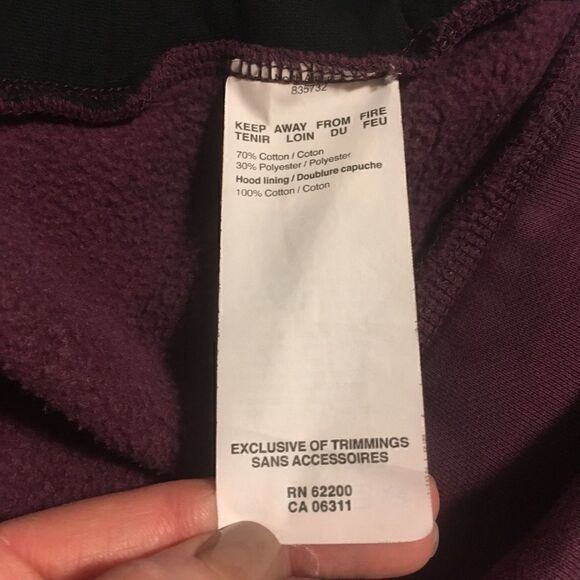 835732
KEEP AWAY FROM FIRE
TENIR LOIN DU FEU
70% Cotton / Coton
30% Polyester / Polyester
Hood lining / Doublure capuche
100% Cotton / Coton
EXCLUSIVE OF TRIMMINGS
SANS ACCESSOIRES
RN 62200
CA 06311